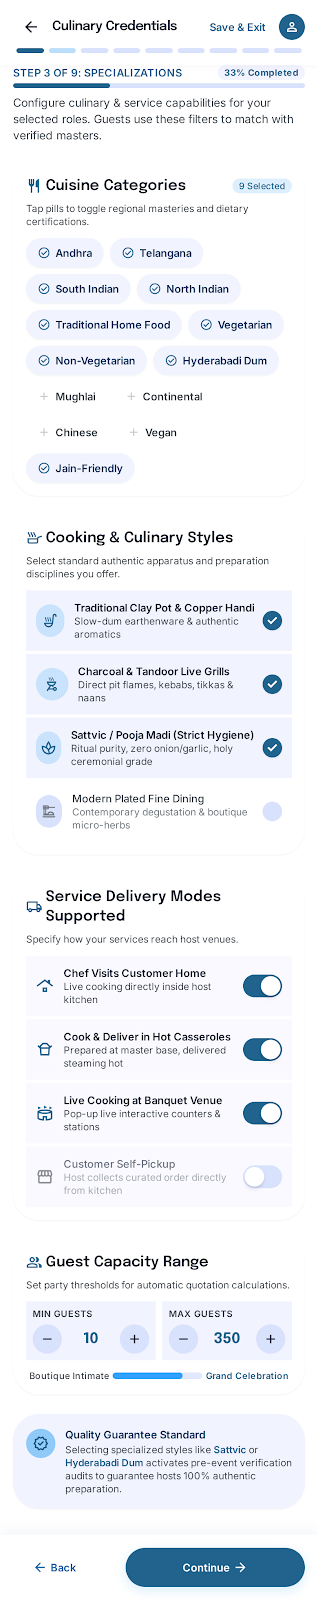 Culinary Credentials
Save & Exit
STEP 3 OF 9: SPECIALIZATIONS
33% Completed
Configure culinary & service capabilities for your
selected roles. Guests use these filters to match with
verified masters.
Cuisine Categories
9 Selected
Tap pills to toggle regional masteries and dietary
certifications.
Andhra
Telangana
South Indian
North Indian
Traditional Home Food
Vegetarian
Non-Vegetarian
Hyderabadi Dum
Mughlai
Continental
Chinese
Vegan
Jain-Friendly
Cooking & Culinary Styles
Select standard authentic apparatus and preparation
disciplines you offer.
Traditional Clay Pot & Copper Handi
Slow-dum earthenware & authentic
aromatics
Charcoal & Tandoor Live Grills
Direct pit flames, kebabs, tikkas &
naans
Sattvic / Pooja Madi (Strict Hygiene)
Ritual purity, zero onion/garlic, holy
ceremonial grade
Modern Plated Fine Dining
Contemporary degustation & boutique
micro-herbs
Service Delivery Modes
Supported
Specify how your services reach host venues.
Chef Visits Customer Home
Live cooking directly inside host
kitchen
Cook & Deliver in Hot Casseroles
Prepared at master base, delivered
steaming hot
Live Cooking at Banquet Venue
Pop-up live interactive counters &
stations
Customer Self-Pickup
Host collects curated order directly
from kitchen
Guest Capacity Range
Set party thresholds for automatic quotation calculations.
MIN GUESTS
− 10 +
MAX GUESTS
− 350 +
Boutique Intimate
Grand Celebration
Quality Guarantee Standard
Selecting specialized styles like Sattvic or
Hyderabadi Dum activates pre-event verification
audits to guarantee hosts 100% authentic
preparation.
Back
Continue